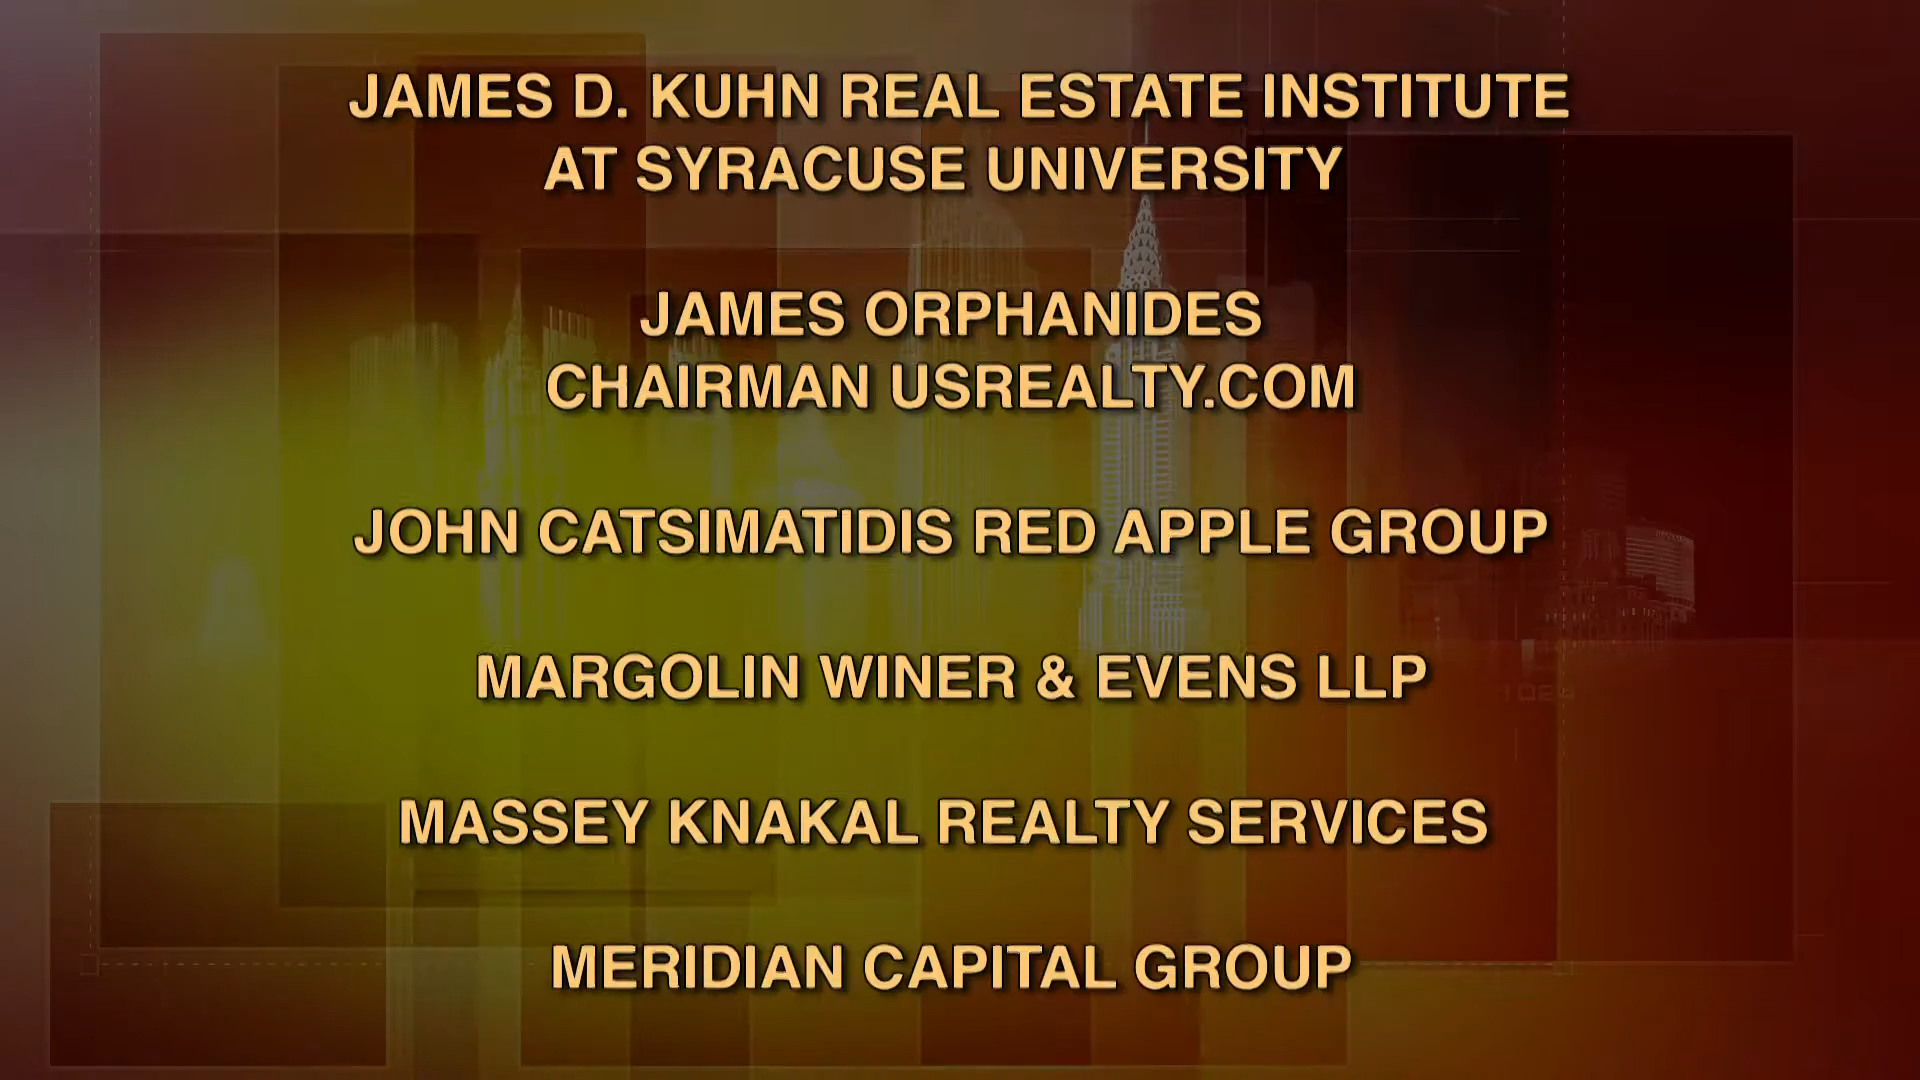 JAMES D. KUHN REAL ESTATE INSTITUTE
AT SYRACUSE UNIVERSITY
JAMES ORPHANIDES
CHAIRMAN USREALTY.COM
JOHN CATSIMATIDIS RED APPLE GROUP
MARGOLIN WINER & EVENS LLP
MASSEY KNAKAL REALTY SERVICES
MERIDIAN CAPITAL GROUP